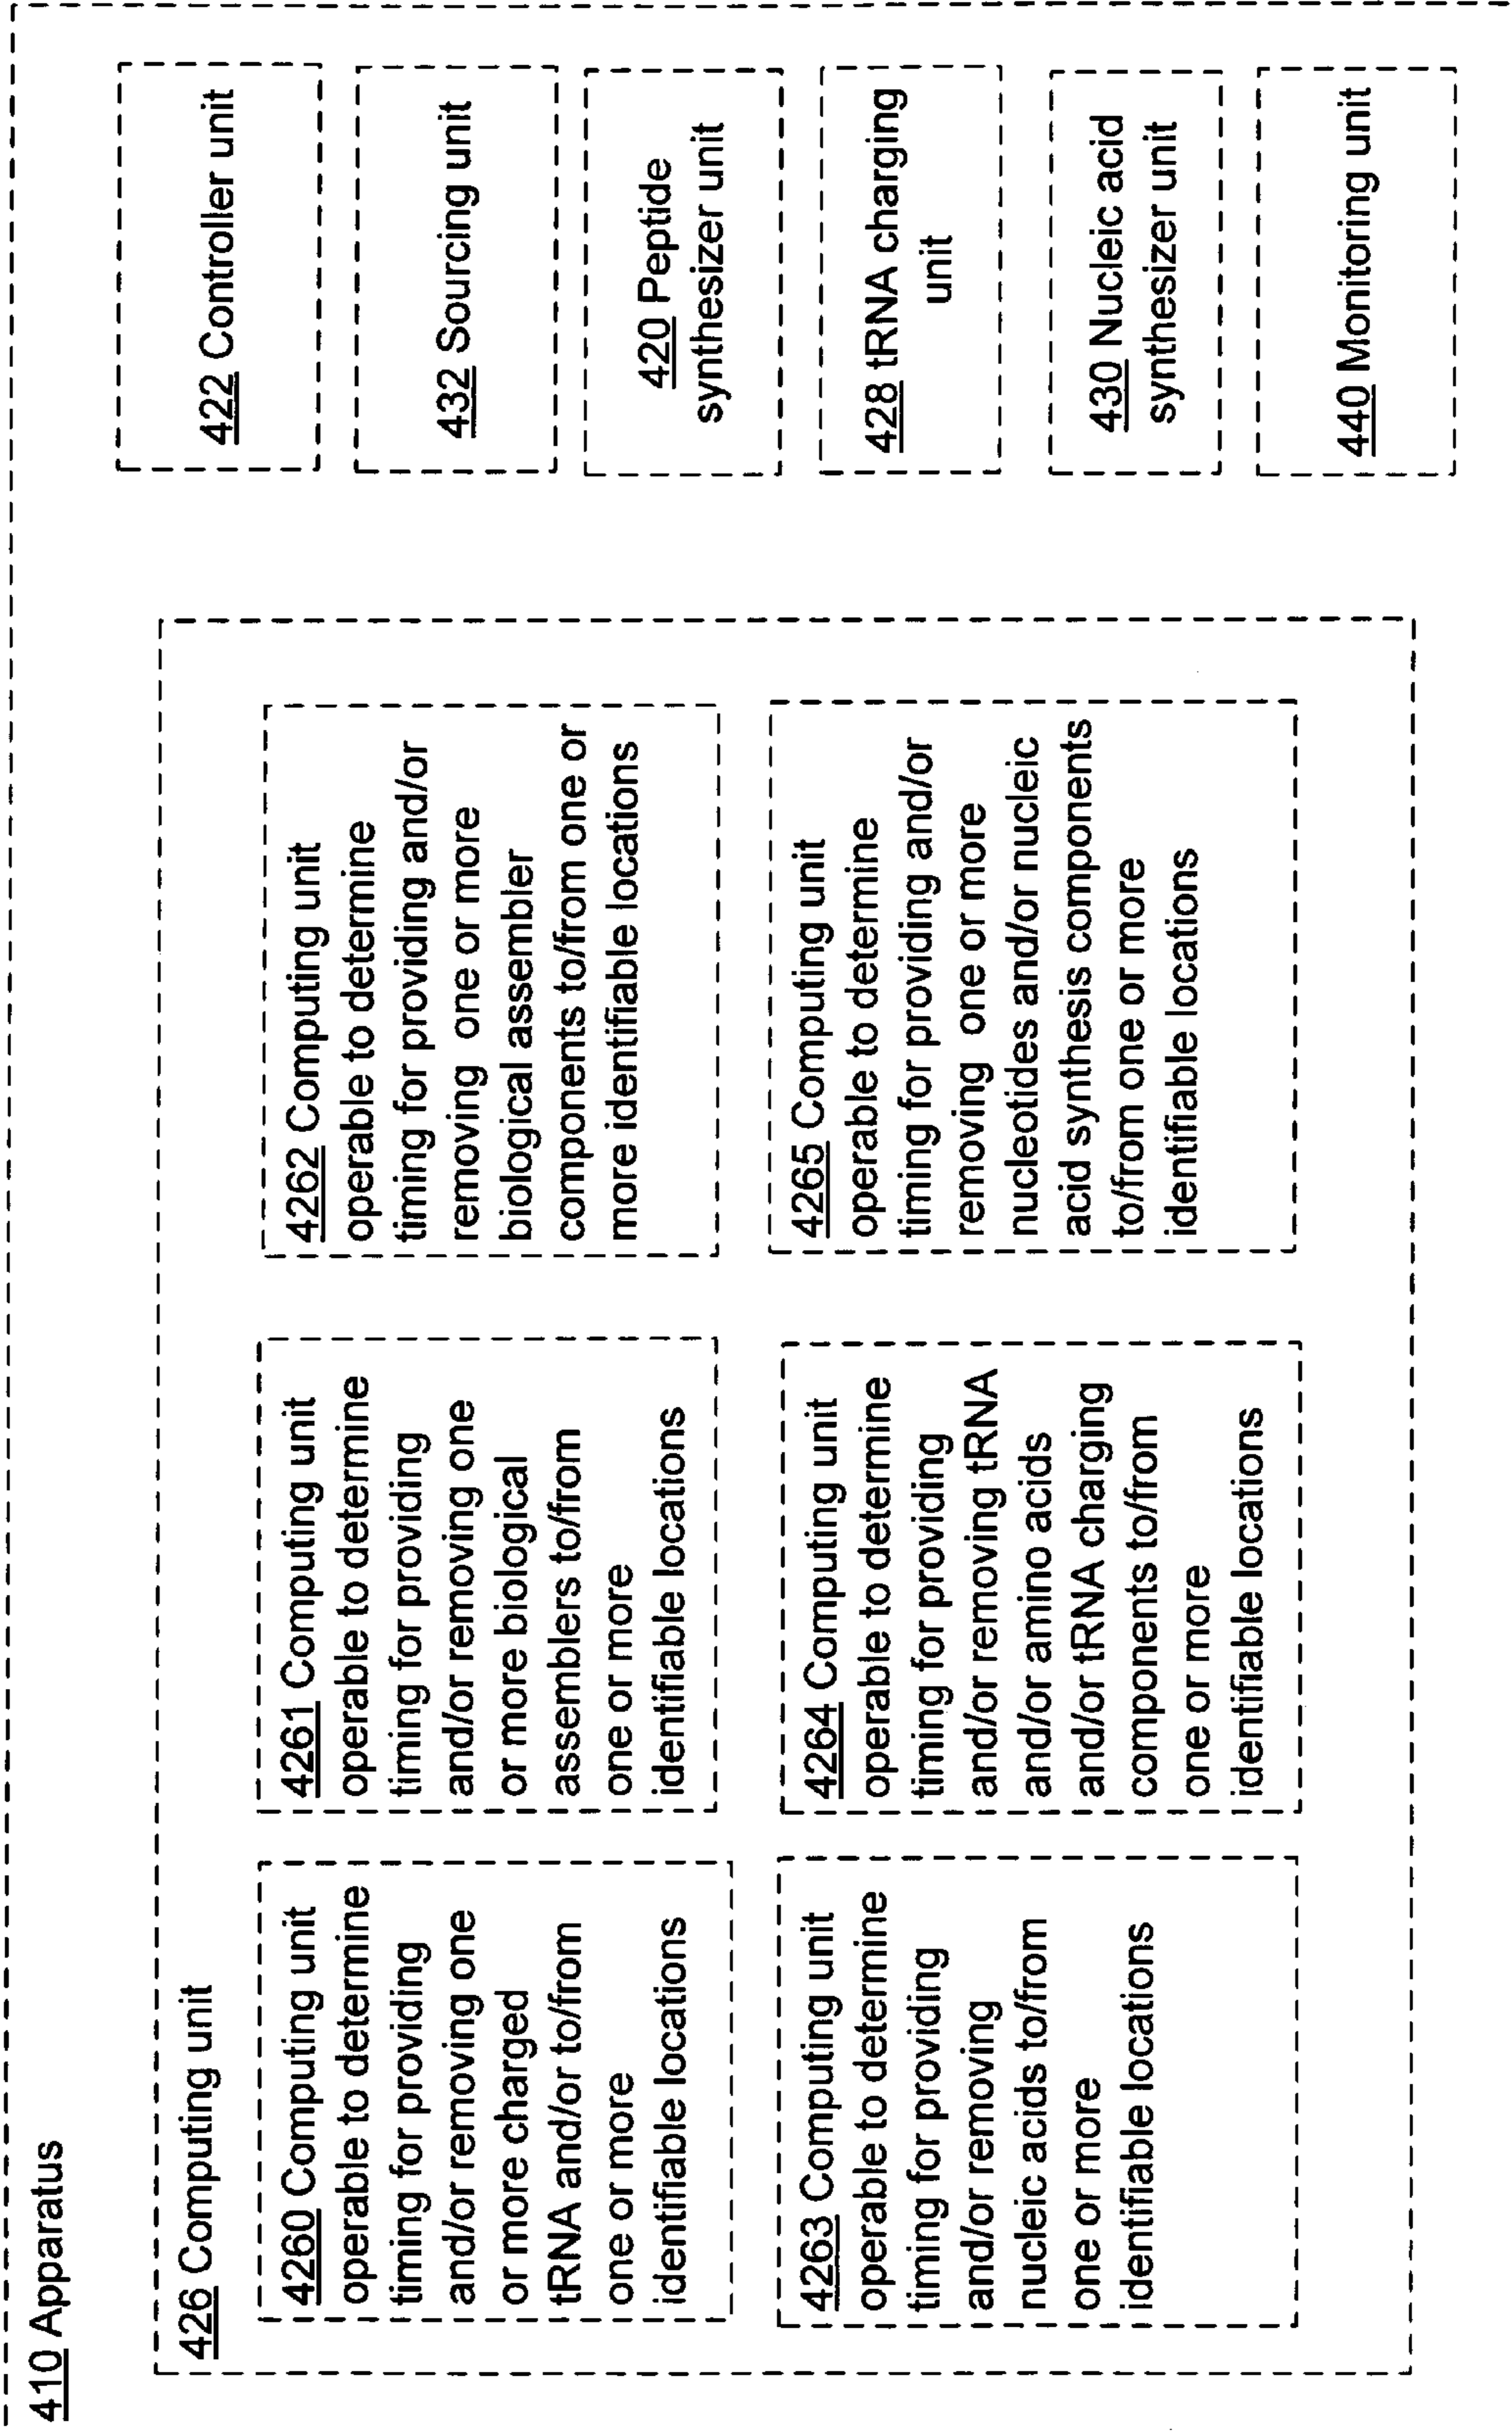 410 Apparatus
426 Computing unit
4260 Computing unit
operable to determine
timing for providing
and/or removing one
or more charged
tRNA and/or to/from
one or more
identifiable locations
4261 Computing unit
operable to determine
timing for providing
and/or removing one
or more biological
assemblers to/from
one or more
identifiable locations
4262 Computing unit
operable to determine
timing for providing and/or
removing one or more
biological assembler
components to/from one or
more identifiable locations
4263 Computing unit
operable to determine
timing for providing
and/or removing
nucleic acids to/from
one or more
identifiable locations
4264 Computing unit
operable to determine
timing for providing
and/or removing tRNA
and/or amino acids
and/or tRNA charging
components to/from
one or more
identifiable locations
4265 Computing unit
operable to determine
timing for providing and/or
removing one or more
nucleotides and/or nucleic
acid synthesis components
to/from one or more
identifiable locations
422 Controller unit
432 Sourcing unit
420 Peptide
synthesizer unit
428 tRNA charging
unit
430 Nucleic acid
synthesizer unit
440 Monitoring unit